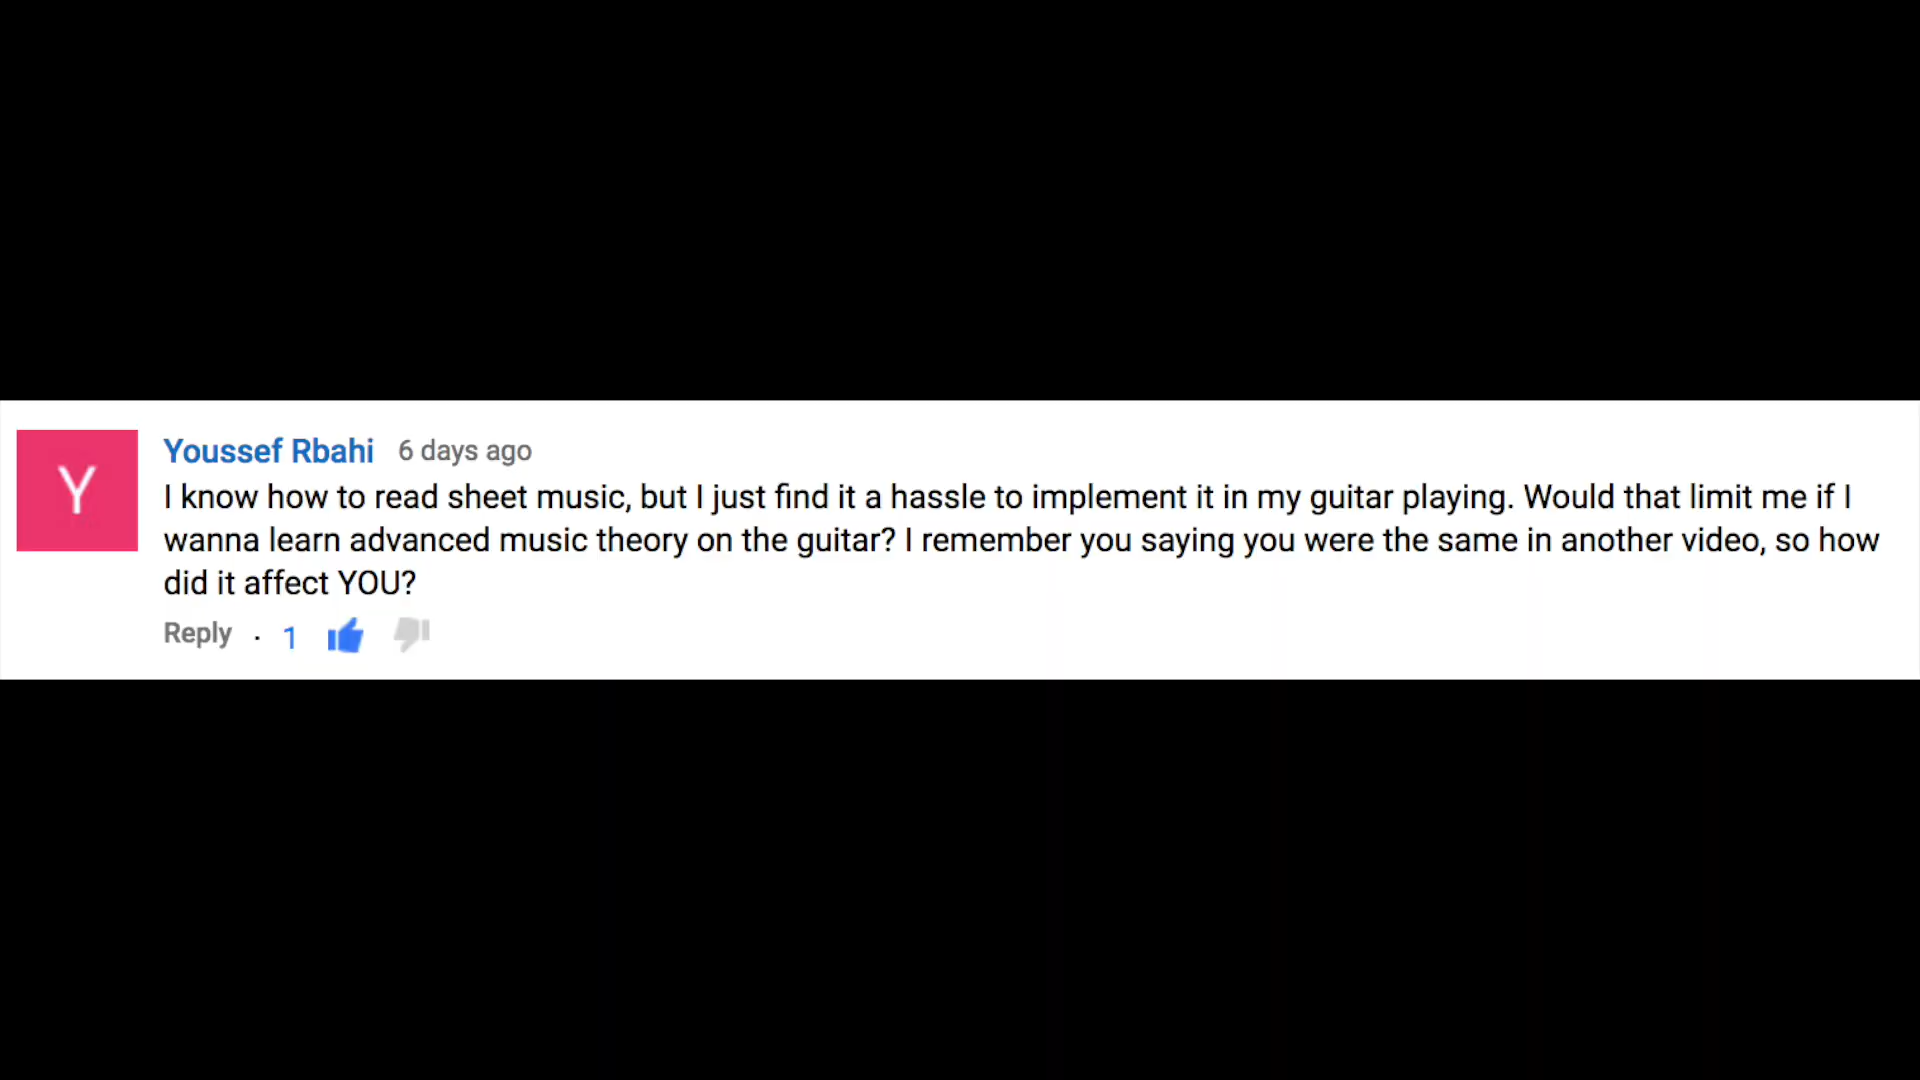 Y
Youssef Rbahi 6 days ago
I know how to read sheet music, but I just find it a hassle to implement it in my guitar playing. Would that limit me if I
wanna learn advanced music theory on the guitar? I remember you saying you were the same in another video, so how
did it affect YOU?
Reply · 1